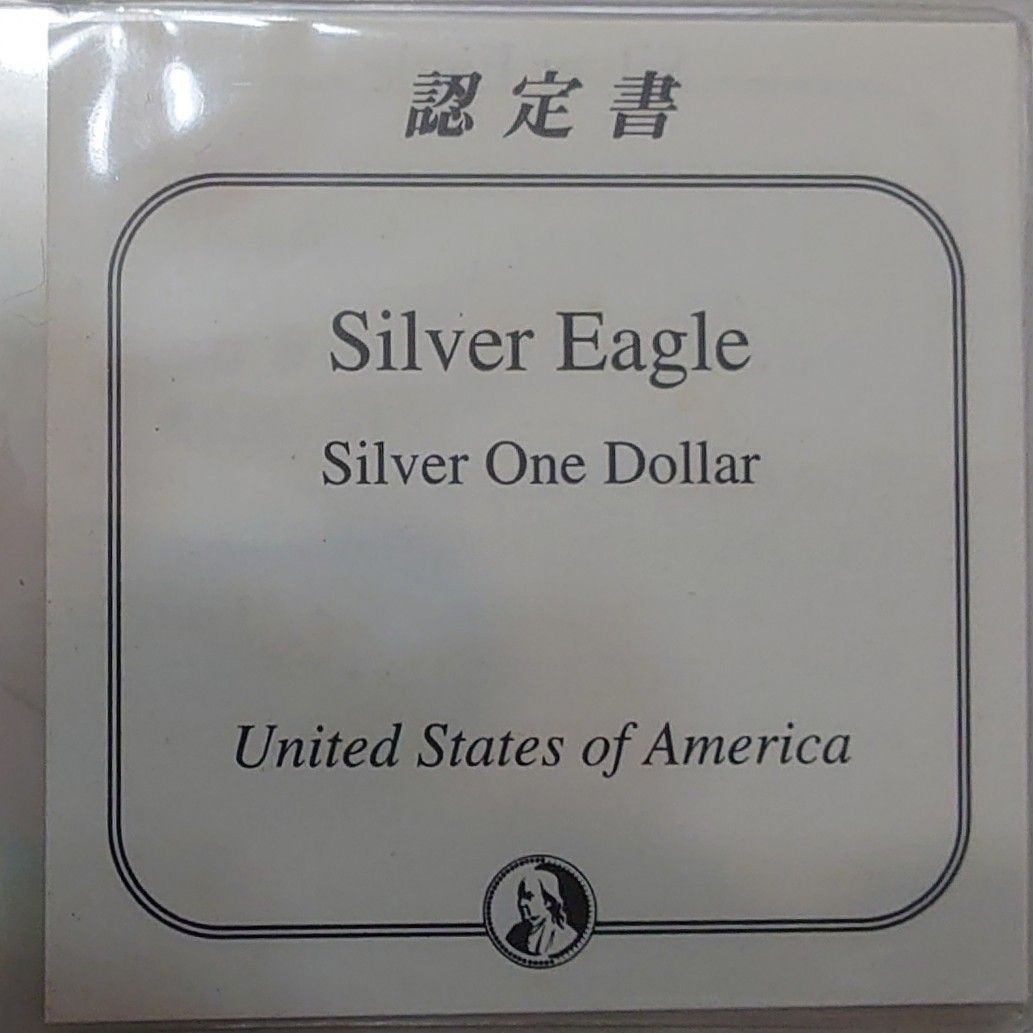 認定書
Silver Eagle
Silver One Dollar
United States of America